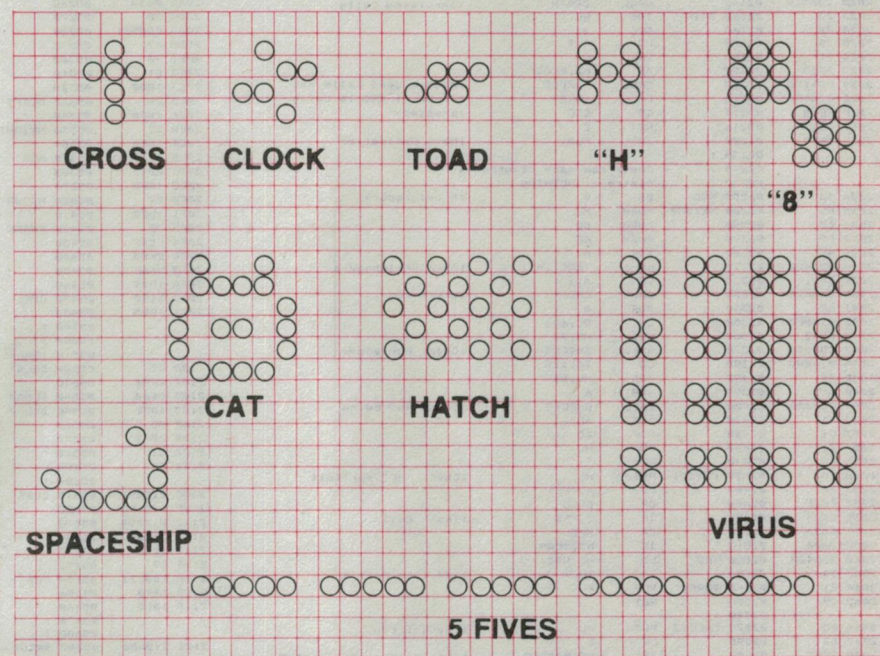 CROSS CLOCK TOAD “H”
“8”
CAT HATCH
SPACESHIP VIRUS
5 FIVES